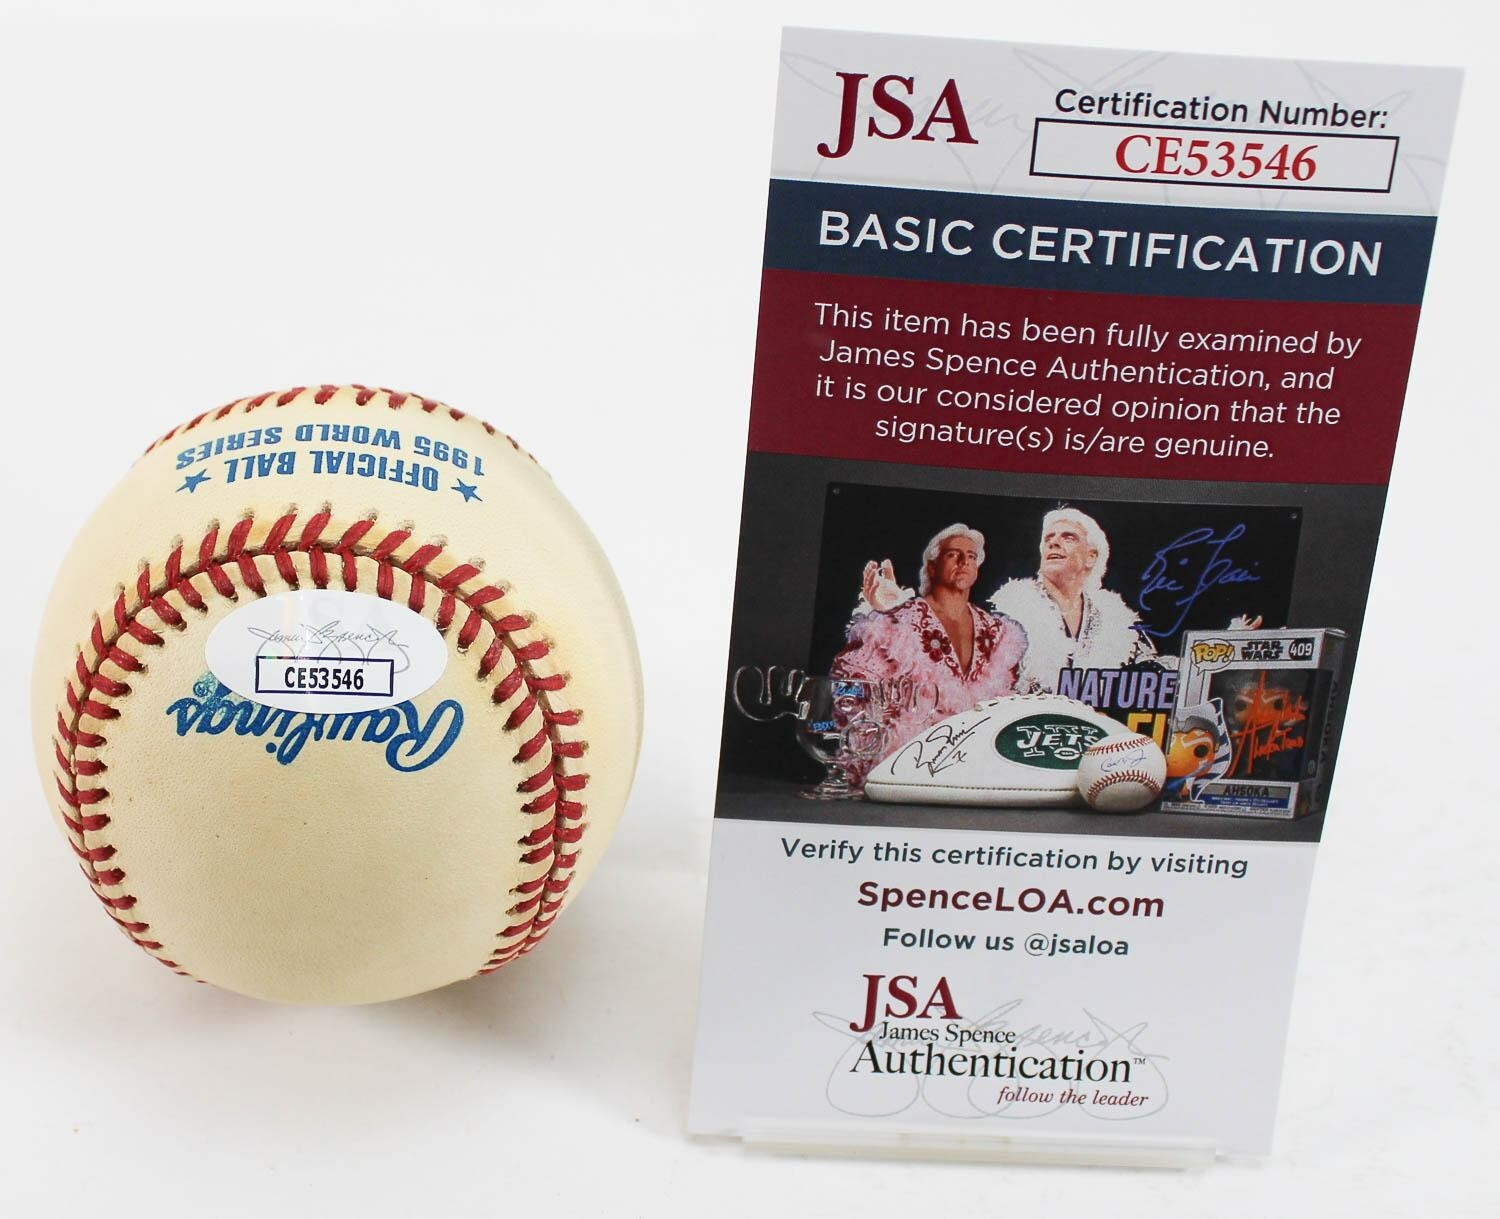 OFFICIAL BALL
1995 WORLD SERIES
JSA
CE53546
Rawlings
JSA
Certification Number:
CE53546
BASIC CERTIFICATION
This item has been fully examined by
James Spence Authentication, and
it is our considered opinion that the
signature(s) is/are genuine.
NATURE
JETS
POP!
STAR
WARS
409
AHSOKA
Verify this certification by visiting
SpenceLOA.com
Follow us @jsaloa
JSA
James Spence
Authentication™
follow the leader